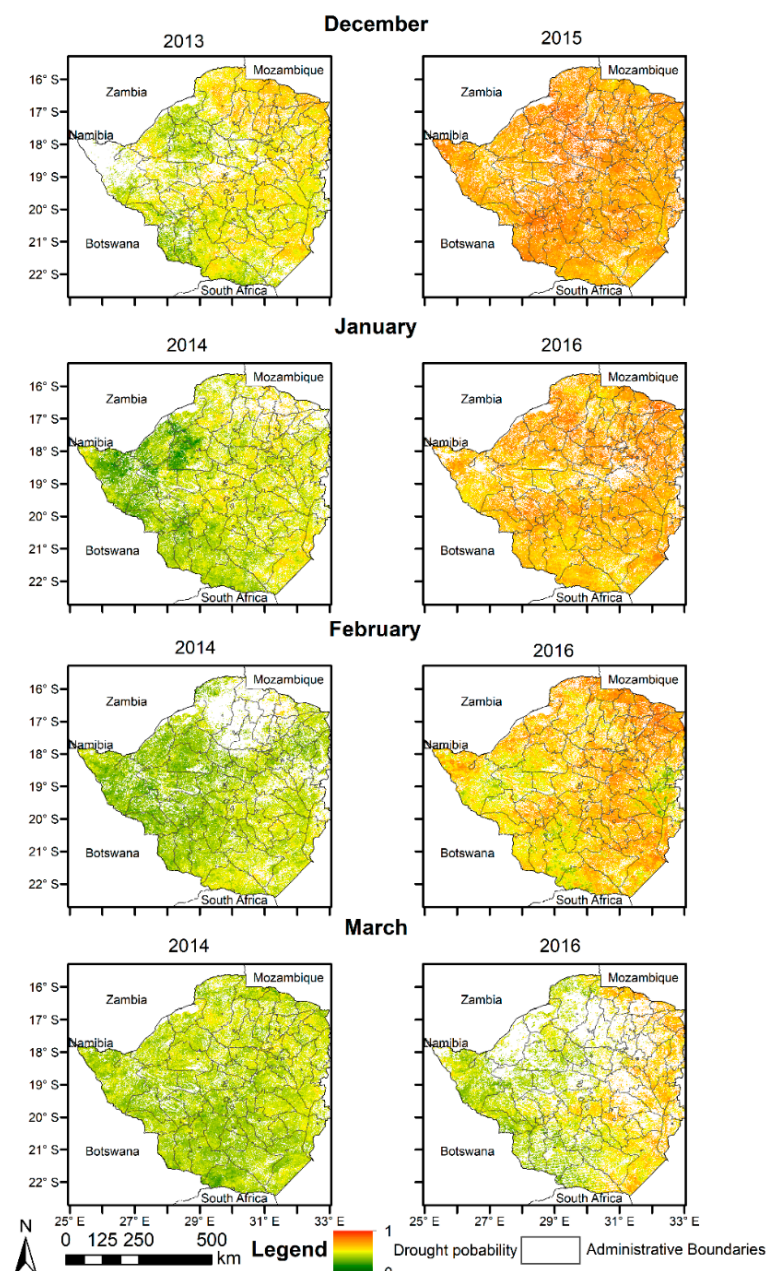 December
2013 2015
16° S
17° S
18° S
19° S
20° S
21° S
22° S
Zambia
Mozambique
Namibia
Botswana
South Africa
Zambia
Mozambique
Namibia
Botswana
South Africa
January
2014 2016
16° S
17° S
18° S
19° S
20° S
21° S
22° S
Zambia
Mozambique
Namibia
Botswana
South Africa
Zambia
Mozambique
Namibia
Botswana
South Africa
February
2014 2016
16° S
17° S
18° S
19° S
20° S
21° S
22° S
Zambia
Mozambique
Namibia
Botswana
South Africa
Zambia
Mozambique
Namibia
Botswana
South Africa
March
2014 2016
16° S
17° S
18° S
19° S
20° S
21° S
22° S
Zambia
Mozambique
Namibia
Botswana
South Africa
Zambia
Mozambique
Namibia
Botswana
South Africa
25° E 27° E 29° E 31° E 33° E
25° E 27° E 29° E 31° E 33° E
N
0 125 250 500
km
Legend
1
0
Drought pobability
Administrative Boundaries